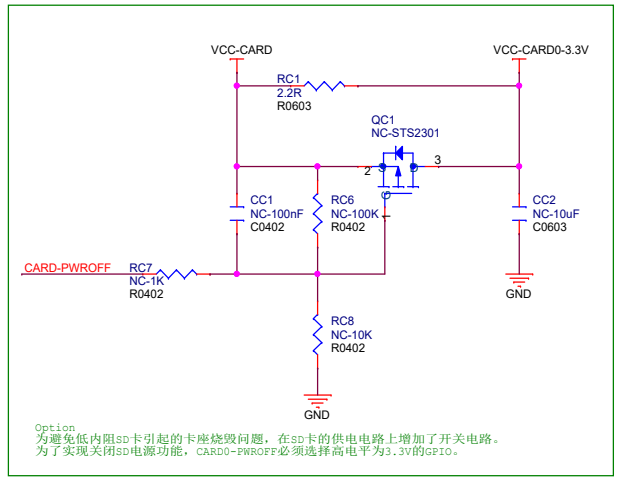 VCC-CARD
VCC-CARD0-3.3V
RC1
2.2R
R0603
QC1
NC-STS2301
2
3
1
CC1
NC-100nF
C0402
RC6
NC-100K
R0402
CC2
NC-10uF
C0603
CARD-PWROFF
RC7
NC-1K
R0402
GND
RC8
NC-10K
R0402
GND
Option
为避免低内阻SD卡引起的卡座烧毁问题，在SD卡的供电电路上增加了开关电路。
为了实现关闭SD电源功能，CARD0-PWROFF必须选择高电平为3.3V的GPIO。